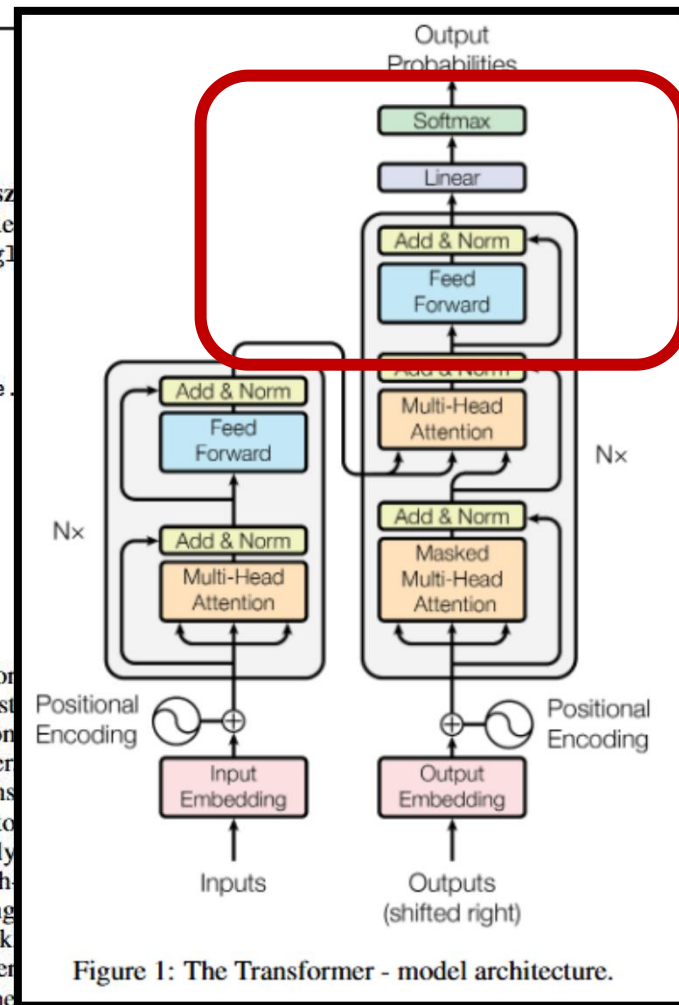 Output
Probabilities
Softmax
Linear
Add & Norm
Feed
Forward
Add & Norm
Multi-Head
Attention
Nx
Add & Norm
Masked
Multi-Head
Attention
Add & Norm
Feed
Forward
Nx
Add & Norm
Multi-Head
Attention
Positional
Encoding
Positional
Encoding
Input
Embedding
Output
Embedding
Inputs
Outputs
(shifted right)
Figure 1: The Transformer - model architecture.